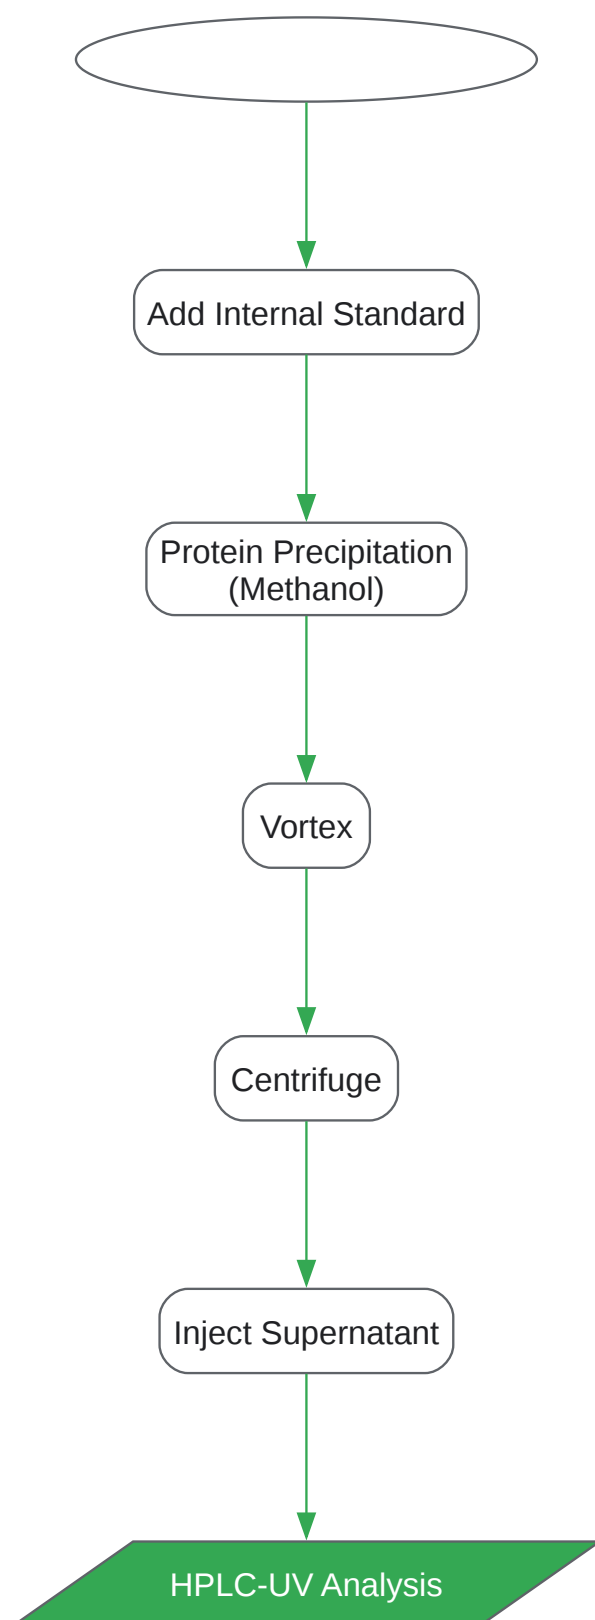 Add Internal Standard
Protein Precipitation
(Methanol)
Vortex
Centrifuge
Inject Supernatant
HPLC-UV Analysis